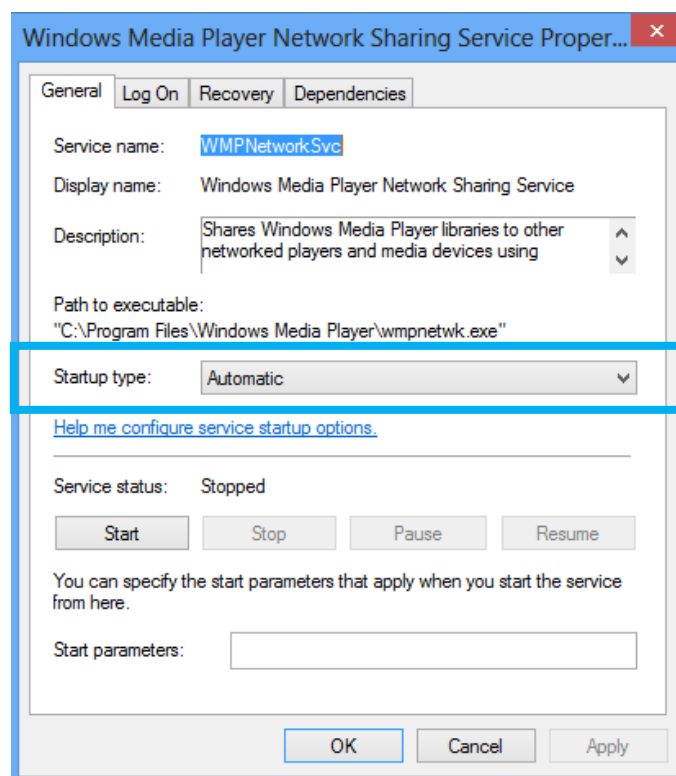 Windows Media Player Network Sharing Service Proper...
General Log On Recovery Dependencies
Service name: WMPNetworkSvc
Display name: Windows Media Player Network Sharing Service
Description: Shares Windows Media Player libraries to other
networked players and media devices using
Path to executable:
"C:\Program Files\Windows Media Player\wmpnetwk.exe"
Startup type: Automatic
Help me configure service startup options.
Service status: Stopped
Start Stop Pause Resume
You can specify the start parameters that apply when you start the service
from here.
Start parameters:
OK Cancel Apply